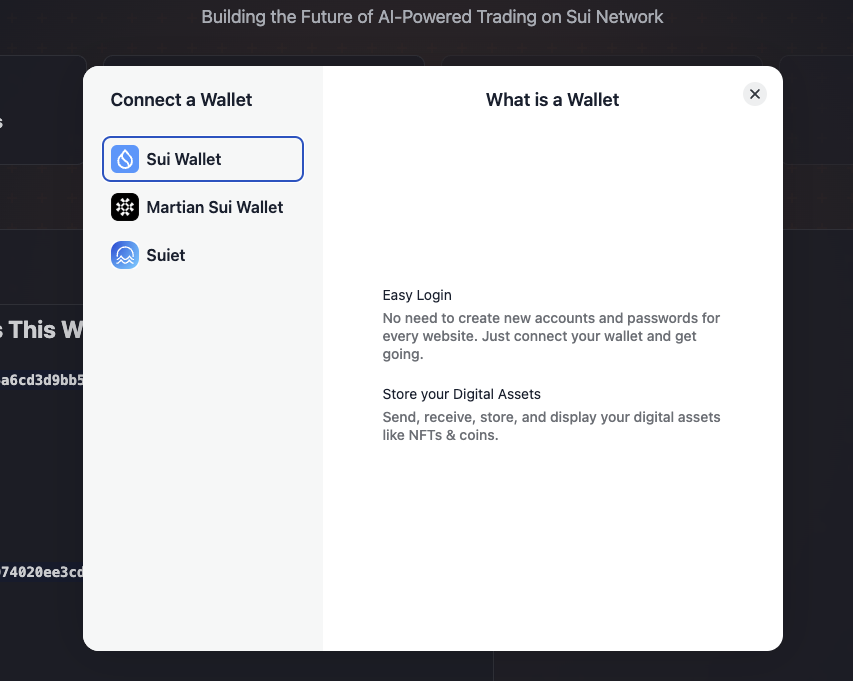 Building the Future of AI-Powered Trading on Sui Network
Connect a Wallet
Sui Wallet
Martian Sui Wallet
Suiet
What is a Wallet
Easy Login
No need to create new accounts and passwords for
every website. Just connect your wallet and get
going.
Store your Digital Assets
Send, receive, store, and display your digital assets
like NFTs & coins.
s This W
a6cd3d9bb5
74020ee3cd